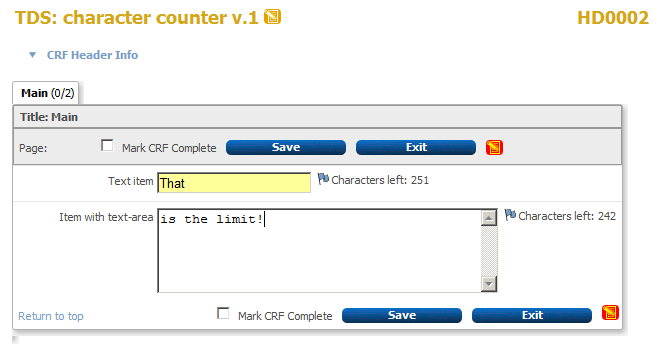 TDS: character counter v.1 HD0002
CRF Header Info
Main (0/2)
Title: Main
Page: Mark CRF Complete Save Exit
Text item That Characters left: 251
Item with text-area is the limit! Characters left: 242
Return to top Mark CRF Complete Save Exit